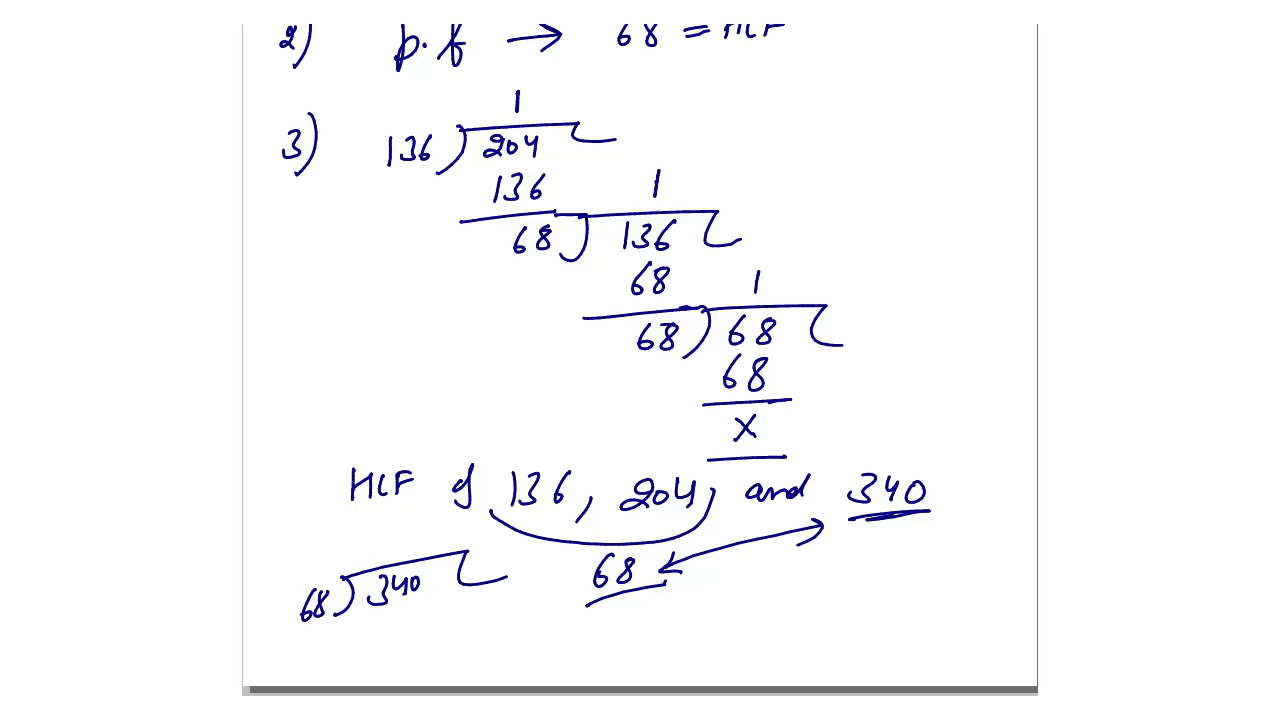 2) p.f → 68 = HCF
1
3) 136 ) 204
136 1
68 ) 136
68 1
68 ) 68
68
X
HCF of 136, 204, and 340
68
68 ) 340